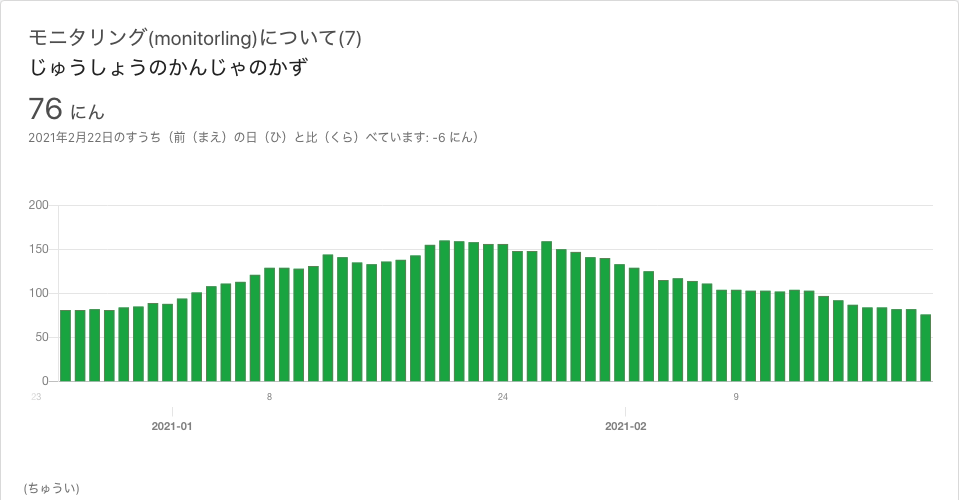 モニタリング(monitorling)について(7)
じゅうしょうのかんじゃのかず
76 にん
2021年2月22日のすうち（前（まえ）の日（ひ）と比（くら）べています: -6 にん）
200
150
100
50
0
23 8 24 9
2021-01 2021-02
(ちゅうい)